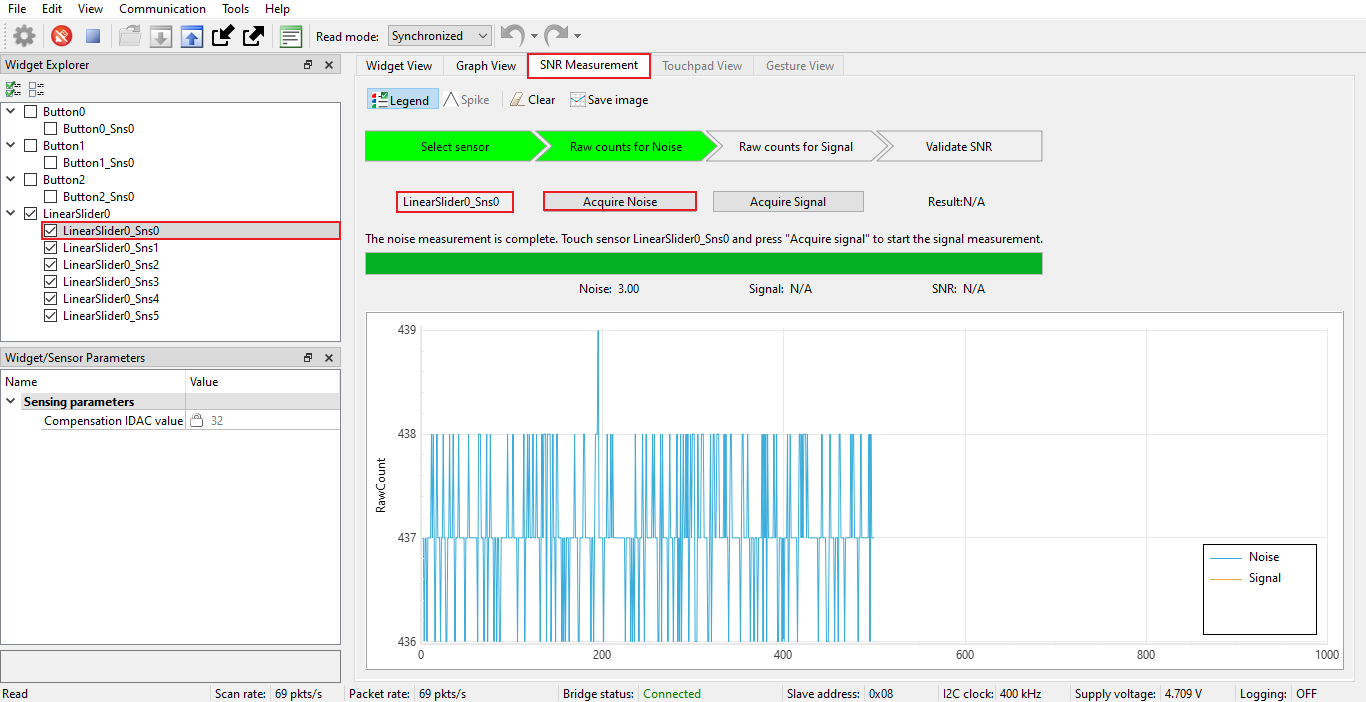 File Edit View Communication Tools Help
Read mode: Synchronized
Widget Explorer
Button0
Button0_Sns0
Button1
Button1_Sns0
Button2
Button2_Sns0
LinearSlider0
LinearSlider0_Sns0
LinearSlider0_Sns1
LinearSlider0_Sns2
LinearSlider0_Sns3
LinearSlider0_Sns4
LinearSlider0_Sns5
Widget/Sensor Parameters
Name Value
Sensing parameters
Compensation IDAC value 32
Widget View Graph View SNR Measurement Touchpad View Gesture View
Legend Spike Clear Save image
Select sensor Raw counts for Noise Raw counts for Signal Validate SNR
LinearSlider0_Sns0 Acquire Noise Acquire Signal Result:N/A
The noise measurement is complete. Touch sensor LinearSlider0_Sns0 and press "Acquire signal" to start the signal measurement.
Noise: 3.00 Signal: N/A SNR: N/A
439
438
437
436
RawCount
0 200 400 600 800 1000
Noise
Signal
Read Scan rate: 69 pkts/s Packet rate: 69 pkts/s Bridge status: Connected Slave address: 0x08 I2C clock: 400 kHz Supply voltage: 4.709 V Logging: OFF